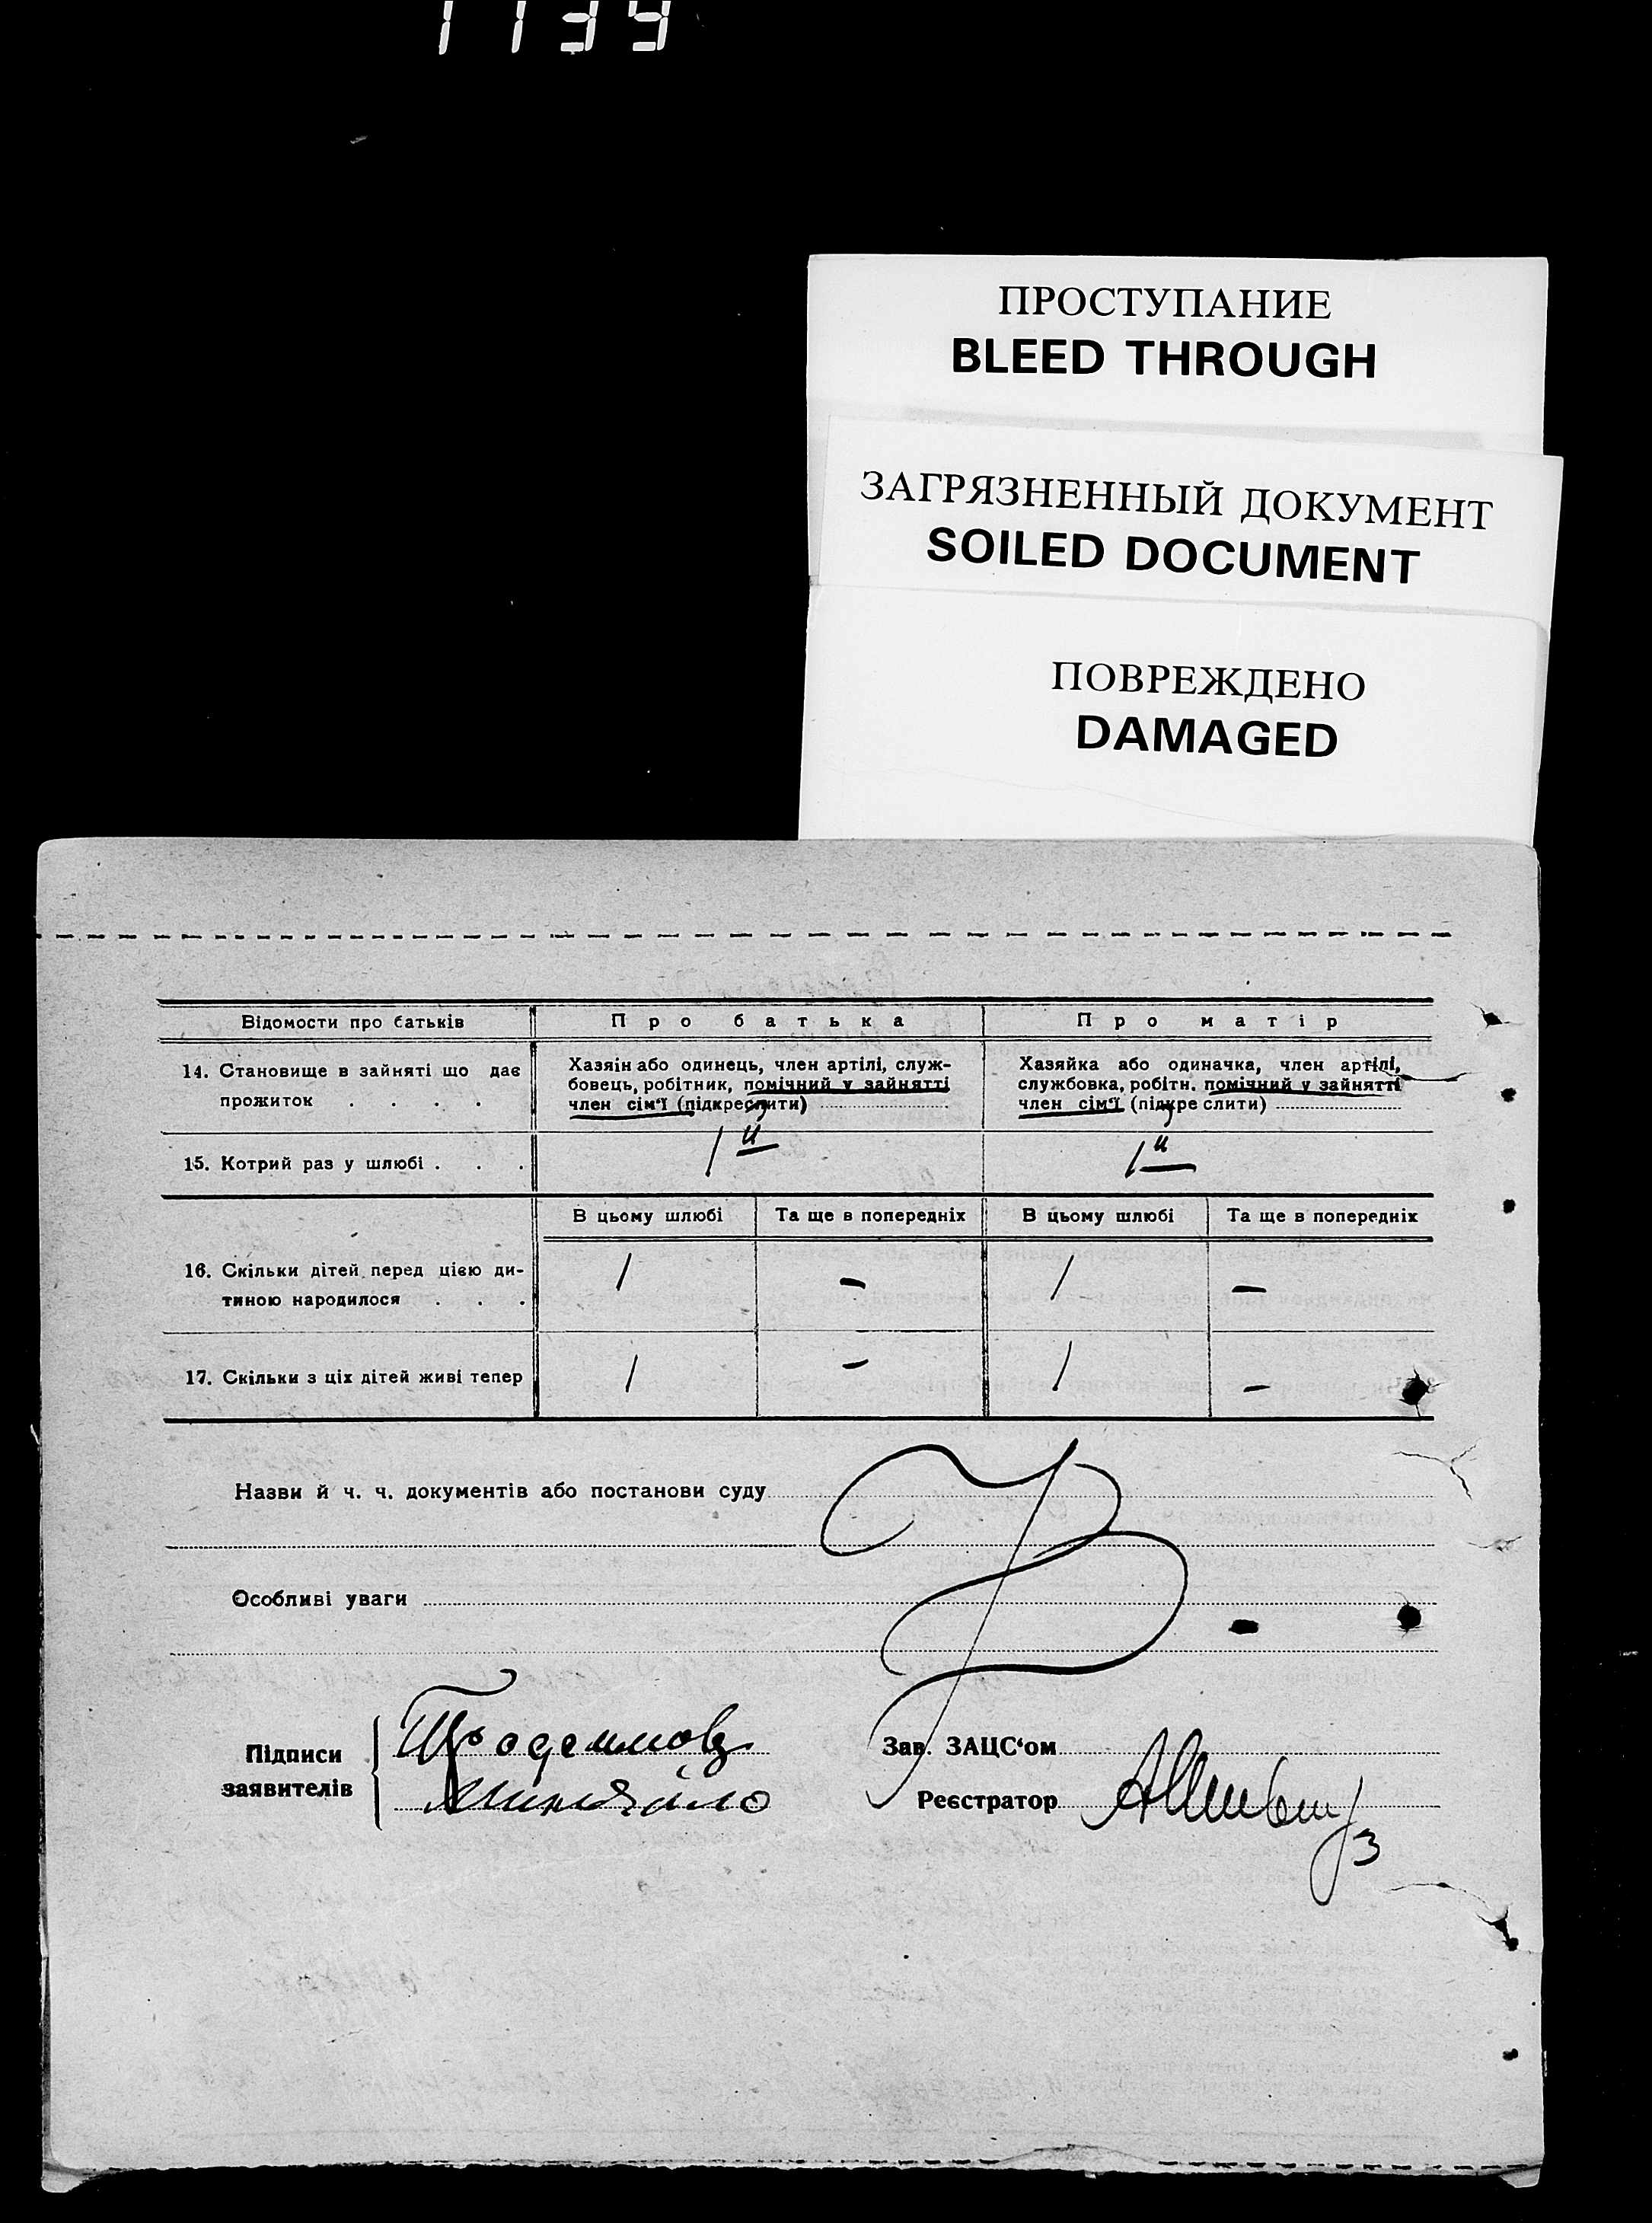 1139
ПРОСТУПАНИЕ
BLEED THROUGH
ЗАГРЯЗНЕННЫЙ ДОКУМЕНТ
SOILED DOCUMENT
ПОВРЕЖДЕНО
DAMAGED
Відомости про батьків
Про батька
Про матір
14. Становище в зайняті що дає
прожиток . . . .
Хазяін або одинець, член артілі, служ-
бовець, робітник, помічний у зайнятті
член сім'ї (підкреслити)
Хазяйка або одиначка, член артілі,
службовка, робітн. помічний у зайнятті
член сім'ї (підкреслити)
15. Котрий раз у шлюбі . . .
1й
1й
В цьому шлюбі
Та ще в попередніх
В цьому шлюбі
Та ще в попередніх
16. Скільки дітей перед цією ди-
тиною народилося . . .
1 – 1 –
17. Скільки з ціх дітей живі тепер
1 – 1 –
Назви й ч. ч. документів або постанови суду
Особливі уваги
Підписи
заявителів
Зав. ЗАЦС'ом
Реєстратор